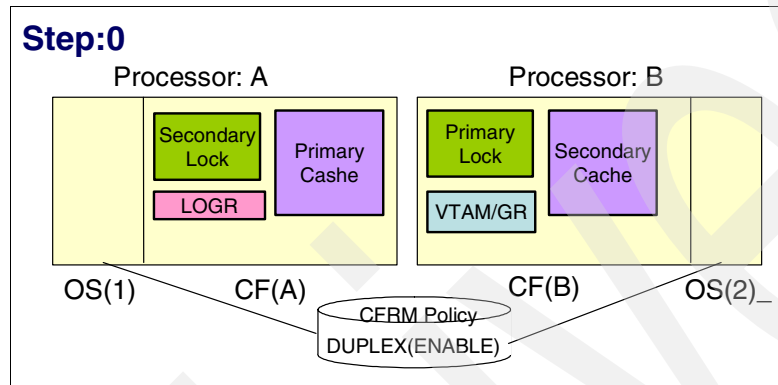 Step:0
Processor: A
Processor: B
Secondary
Lock
Primary
Cashe
LOGR
Primary
Lock
Secondary
Cache
VTAM/GR
OS(1)
CF(A)
CF(B)
OS(2)_
CFRM Policy
DUPLEX(ENABLE)